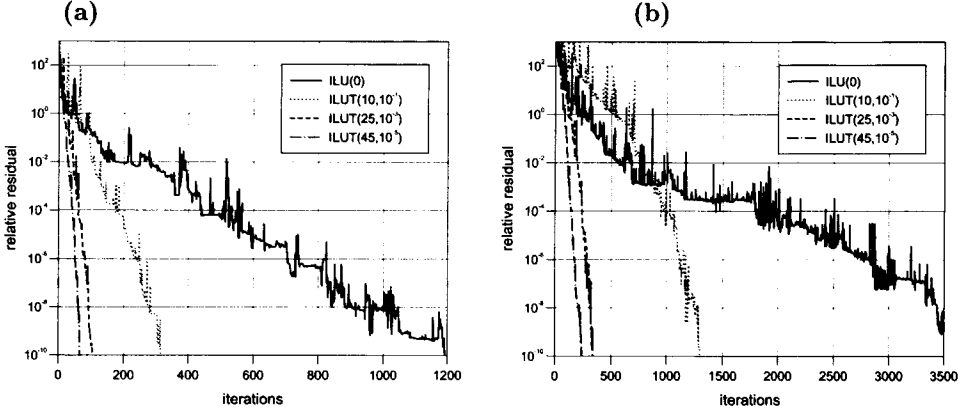 (a)
10²
10⁰
10⁻²
10⁻⁴
10⁻⁶
10⁻⁸
10⁻¹⁰
relative residual
ILU(0)
ILUT(10,10⁻¹)
ILUT(25,10⁻³)
ILUT(45,10⁻⁵)
0 200 400 600 800 1000 1200
iterations
(b)
10²
10⁰
10⁻²
10⁻⁴
10⁻⁶
10⁻⁸
10⁻¹⁰
relative residual
ILU(0)
ILUT(10,10⁻¹)
ILUT(25,10⁻³)
ILUT(45,10⁻⁵)
0 500 1000 1500 2000 2500 3000 3500
iterations